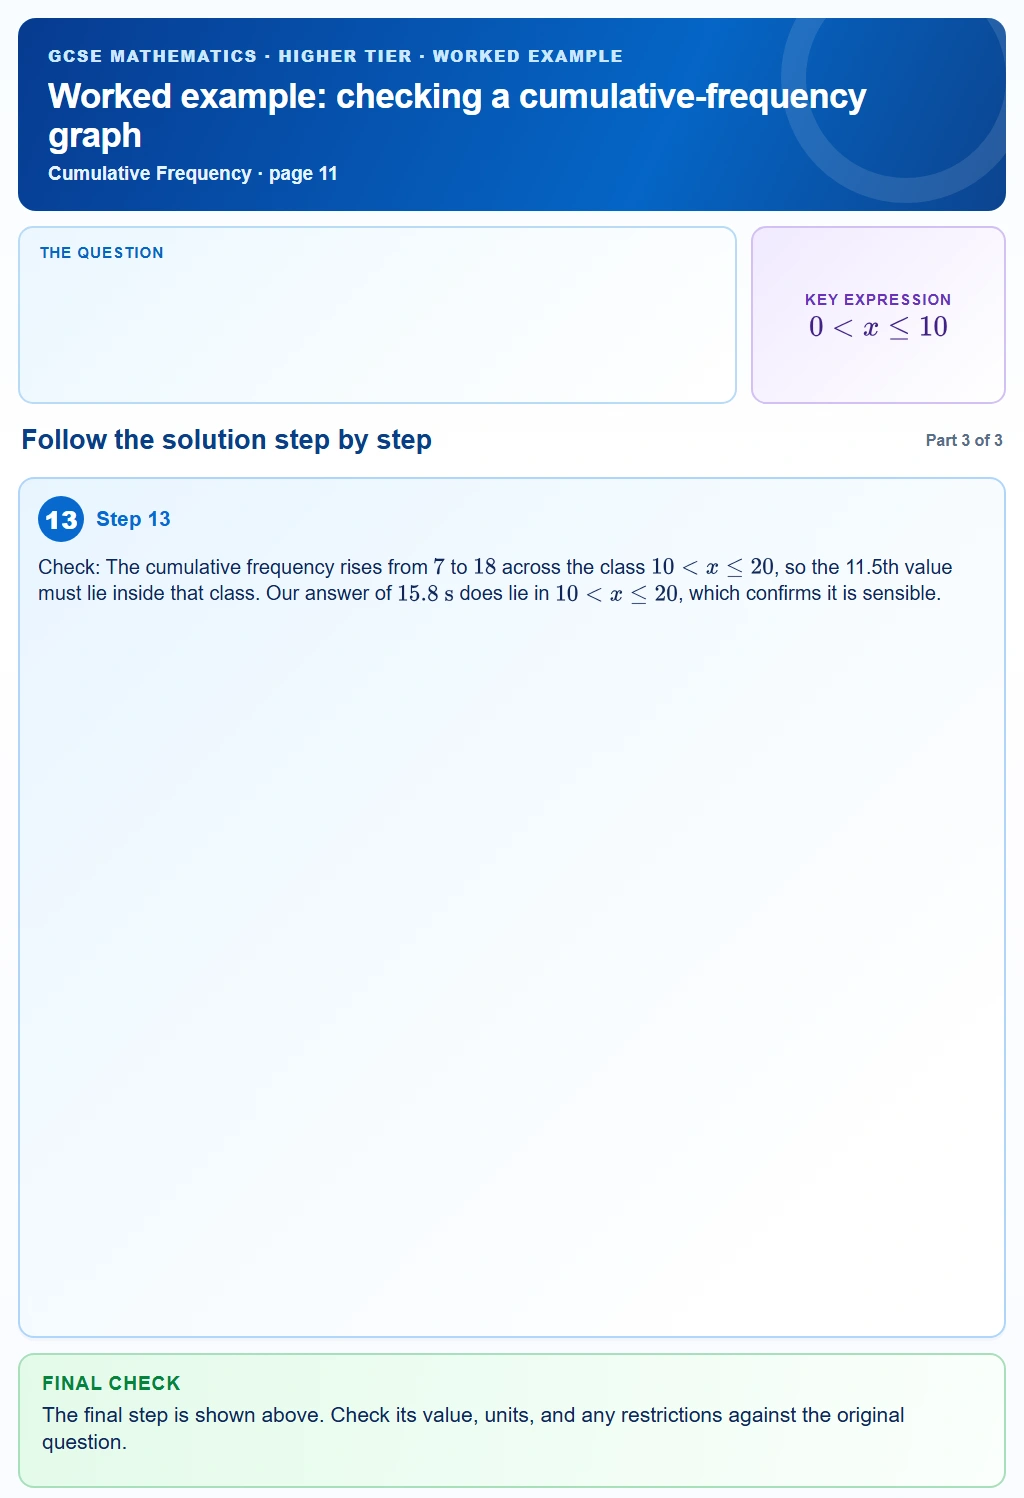 GCSE MATHEMATICS · HIGHER TIER · WORKED EXAMPLE
Worked example: checking a cumulative-frequency
graph
Cumulative Frequency · page 11
THE QUESTION
KEY EXPRESSION
0 < x ≤ 10
Follow the solution step by step
Part 3 of 3
13 Step 13
Check: The cumulative frequency rises from 7 to 18 across the class 10 < x ≤ 20, so the 11.5th value
must lie inside that class. Our answer of 15.8 s does lie in 10 < x ≤ 20, which confirms it is sensible.
FINAL CHECK
The final step is shown above. Check its value, units, and any restrictions against the original
question.